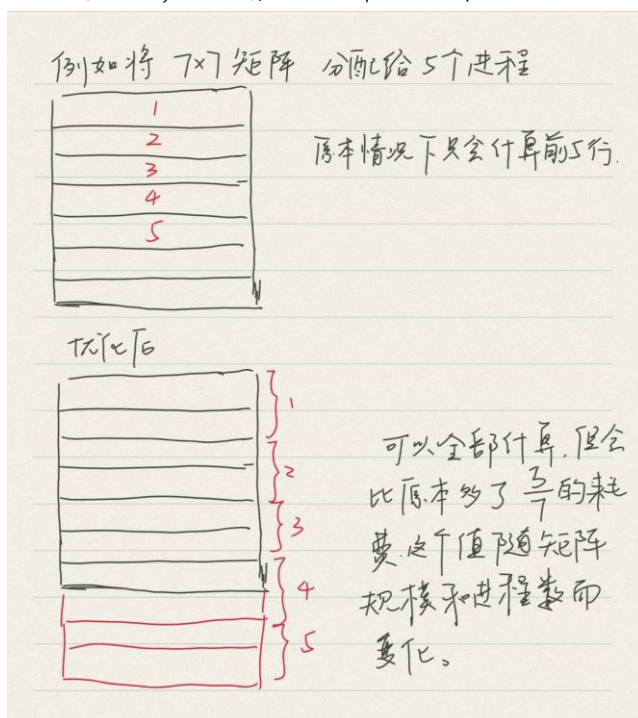 例如将 7×7 矩阵 分配给 5个进程
1
2
3
4
5
原本情况下只会计算前5行.
优化后
1
2
3
4
5
可以全部计算.但会
比原本多了 3/7 的耗
费.这个值随矩阵
规模和进程数而
变化。